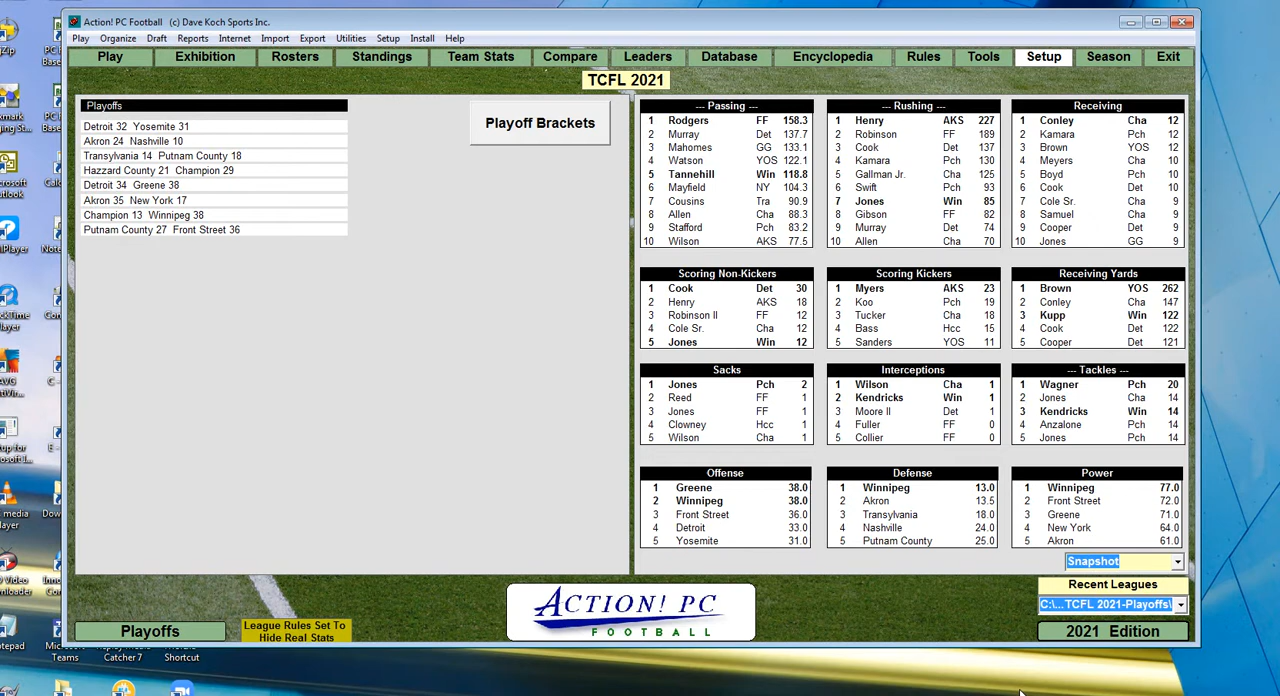 Action! PC Football (c) Dave Koch Sports Inc.
Play Organize Draft Reports Internet Import Export Utilities Setup Install Help
Play Exhibition Rosters Standings Team Stats Compare Leaders Database Encyclopedia Rules Tools Setup Season Exit
TCFL 2021
Playoffs
Detroit 32 Yosemite 31
Akron 24 Nashville 10
Transylvania 14 Putnam County 18
Hazzard County 21 Champion 29
Detroit 34 Greene 38
Akron 35 New York 17
Champion 13 Winnipeg 38
Putnam County 27 Front Street 36
Playoff Brackets
--- Passing ---
1 Rodgers FF 158.3
2 Murray Det 137.7
3 Mahomes GG 133.1
4 Watson YOS 122.1
5 Tannehill Win 118.8
6 Mayfield NY 104.3
7 Cousins Tra 90.9
8 Allen Cha 88.3
9 Stafford Pch 83.2
10 Wilson AKS 77.5
--- Rushing ---
1 Henry AKS 227
2 Robinson FF 189
3 Cook Det 137
4 Kamara Pch 130
5 Gallman Jr. Cha 125
6 Swift Pch 93
7 Jones Win 85
8 Gibson FF 82
9 Murray Det 74
10 Allen Cha 70
Receiving
1 Conley Cha 12
2 Kamara Pch 12
3 Brown YOS 12
4 Meyers Cha 10
5 Boyd Pch 10
6 Cook Det 10
7 Cole Sr. Cha 9
8 Samuel Cha 9
9 Cooper Det 9
10 Jones GG 9
Scoring Non-Kickers
1 Cook Det 30
2 Henry AKS 18
3 Robinson II FF 12
4 Cole Sr. Cha 12
5 Jones Win 12
Scoring Kickers
1 Myers AKS 23
2 Koo Pch 19
3 Tucker Cha 18
4 Bass Hcc 15
5 Sanders YOS 11
Receiving Yards
1 Brown YOS 262
2 Conley Cha 147
3 Kupp Win 122
4 Cook Det 122
5 Cooper Det 121
Sacks
1 Jones Pch 2
2 Reed FF 1
3 Jones FF 1
4 Clowney Hcc 1
5 Wilson Cha 1
Interceptions
1 Wilson Cha 1
2 Kendricks Win 1
3 Moore II Det 1
4 Fuller FF 0
5 Collier FF 0
--- Tackles ---
1 Wagner Pch 20
2 Jones Cha 14
3 Kendricks Win 14
4 Anzalone Pch 14
5 Jones Pch 14
Offense
1 Greene 38.0
2 Winnipeg 38.0
3 Front Street 36.0
4 Detroit 33.0
5 Yosemite 31.0
Defense
1 Winnipeg 13.0
2 Akron 13.5
3 Transylvania 18.0
4 Nashville 24.0
5 Putnam County 25.0
Power
1 Winnipeg 77.0
2 Front Street 72.0
3 Greene 71.0
4 New York 64.0
5 Akron 61.0
Snapshot
Recent Leagues
C:\... TCFL 2021-Playoffs\
2021 Edition
ACTION! PC
FOOTBALL
Playoffs
League Rules Set To
Hide Real Stats
Teams
Catcher 7
Shortcut